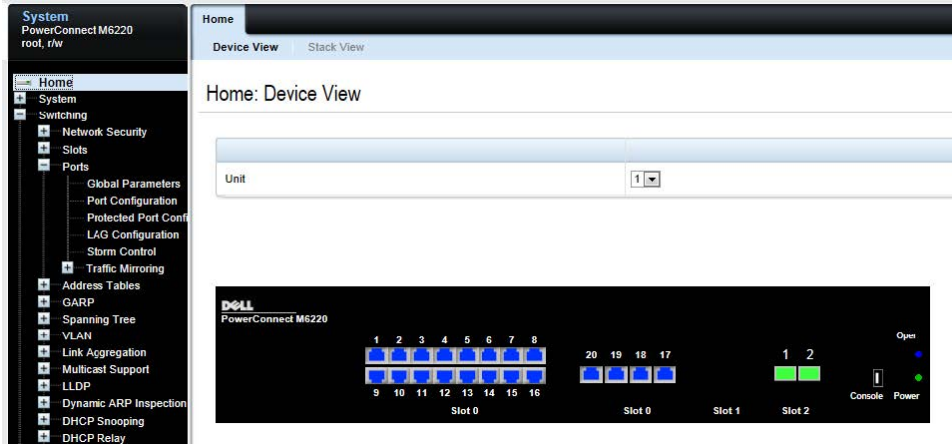 System
PowerConnect M6220
root, r/w
Home
System
Switching
Network Security
Slots
Ports
Global Parameters
Port Configuration
Protected Port Confi
LAG Configuration
Storm Control
Traffic Mirroring
Address Tables
GARP
Spanning Tree
VLAN
Link Aggregation
Multicast Support
LLDP
Dynamic ARP Inspection
DHCP Snooping
DHCP Relay
Home
Device View Stack View
Home: Device View
Unit 1
DELL
PowerConnect M6220
1 2 3 4 5 6 7 8
20 19 18 17
1 2
Oper
9 10 11 12 13 14 15 16
Console Power
Slot 0 Slot 0 Slot 1 Slot 2